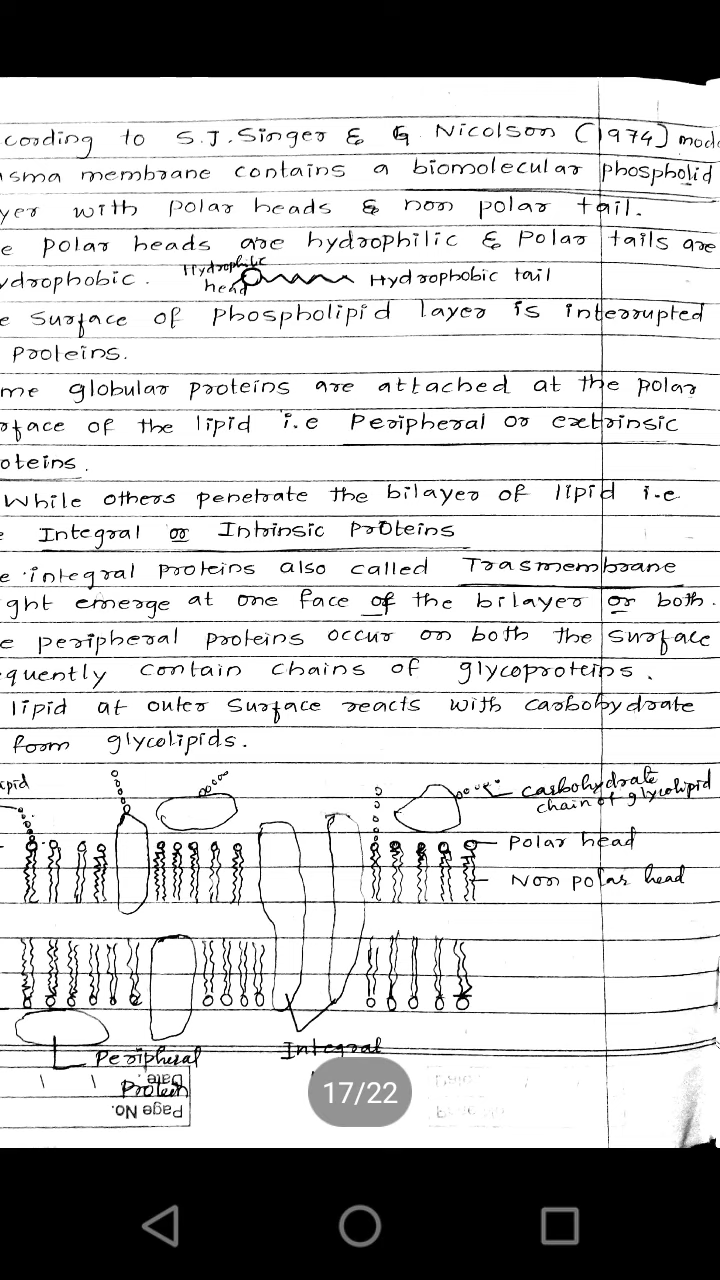 cording to S.J. Singer & G. Nicolson (1974) mode
asma membrane contains a biomolecular phospholid
yer with polar heads & non polar tail.
e polar heads are hydrophilic & Polar tails are
ydrophobic. Hydrophilic head Hydrophobic tail
e surface of phospholipid layer is interrupted
proteins.
me globular proteins are attached at the polar
rface of the lipid i.e Peripheral or extrinsic
oteins.
While others penetrate the bilayer of lipid i.e
e Integral or Intrinsic Proteins
e integral proteins also called Trasmembrane
ght emerge at one face of the bilayer or both.
e peripheral proteins occur on both the surface
equently contain chains of glycoproteins.
lipid at outer surface reacts with carbohydrate
form glycolipids.
ipid
carbohydrate
chain of glycolipid
Polar head
Non polar head
Peripheral
Protein
Integral
Date.
Page No.
17/22